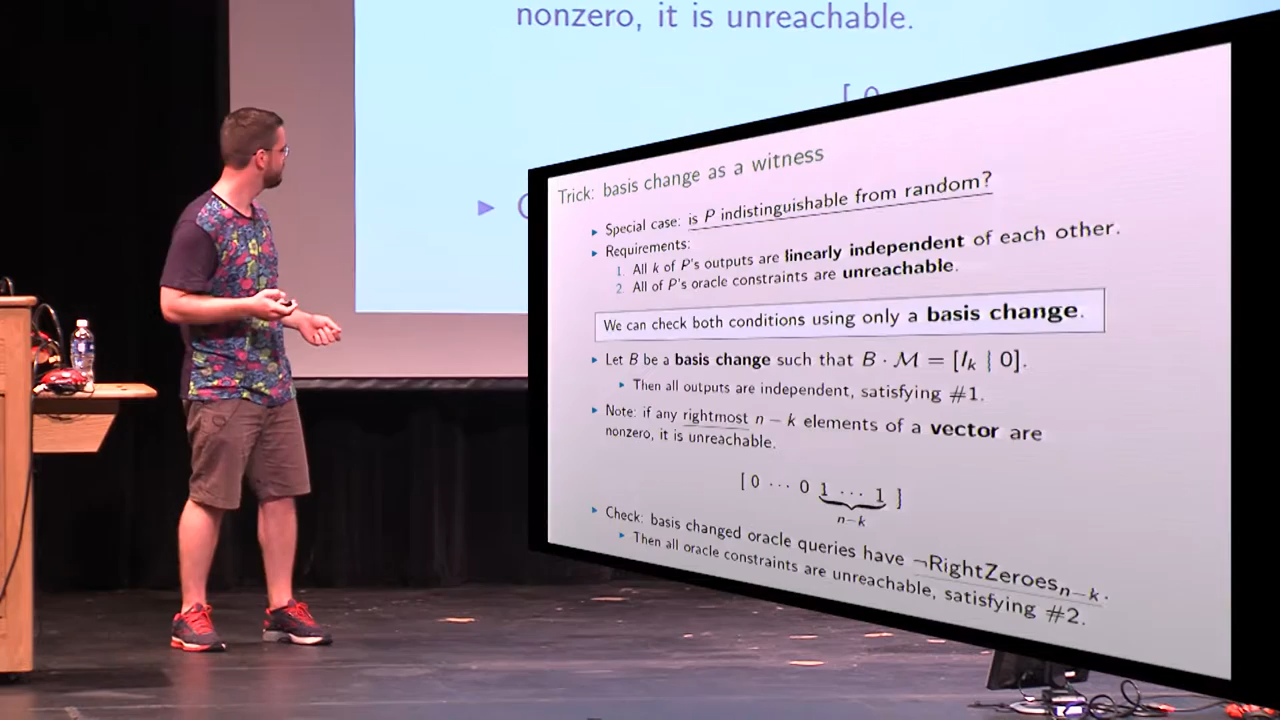 nonzero, it is unreachable.
[ 0
Trick: basis change as a witness
▸ Special case: is P indistinguishable from random?
▸ Requirements:
1. All k of P's outputs are linearly independent of each other.
2. All of P's oracle constraints are unreachable.
We can check both conditions using only a basis change.
▸ Let B be a basis change such that B · M = [I_k | 0].
▸ Then all outputs are independent, satisfying #1.
▸ Note: if any rightmost n − k elements of a vector are
nonzero, it is unreachable.
[ 0 ⋯ 0 1 ⋯ 1 ]
n−k
▸ Check: basis changed oracle queries have ¬RightZeroes_{n−k}.
▸ Then all oracle constraints are unreachable, satisfying #2.